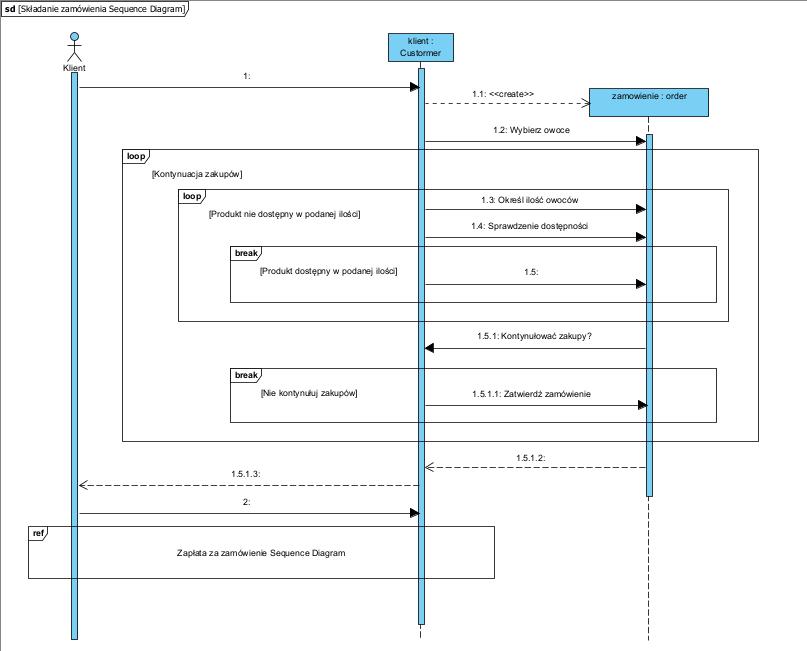 sd [Składanie zamówienia Sequence Diagram]
Klient
klient :
Custormer
1:
1.1: <<create>>
zamowienie : order
1.2: Wybierz owoce
loop
[Kontynuacja zakupów]
loop
[Produkt nie dostępny w podanej ilości]
1.3: Określ ilość owoców
1.4: Sprawdzenie dostępności
break
[Produkt dostępny w podanej ilości]
1.5:
1.5.1: Kontynułować zakupy?
break
[Nie kontynułuj zakupów]
1.5.1.1: Zatwierdź zamówienie
1.5.1.2:
1.5.1.3:
2:
ref
Zapłata za zamówienie Sequence Diagram